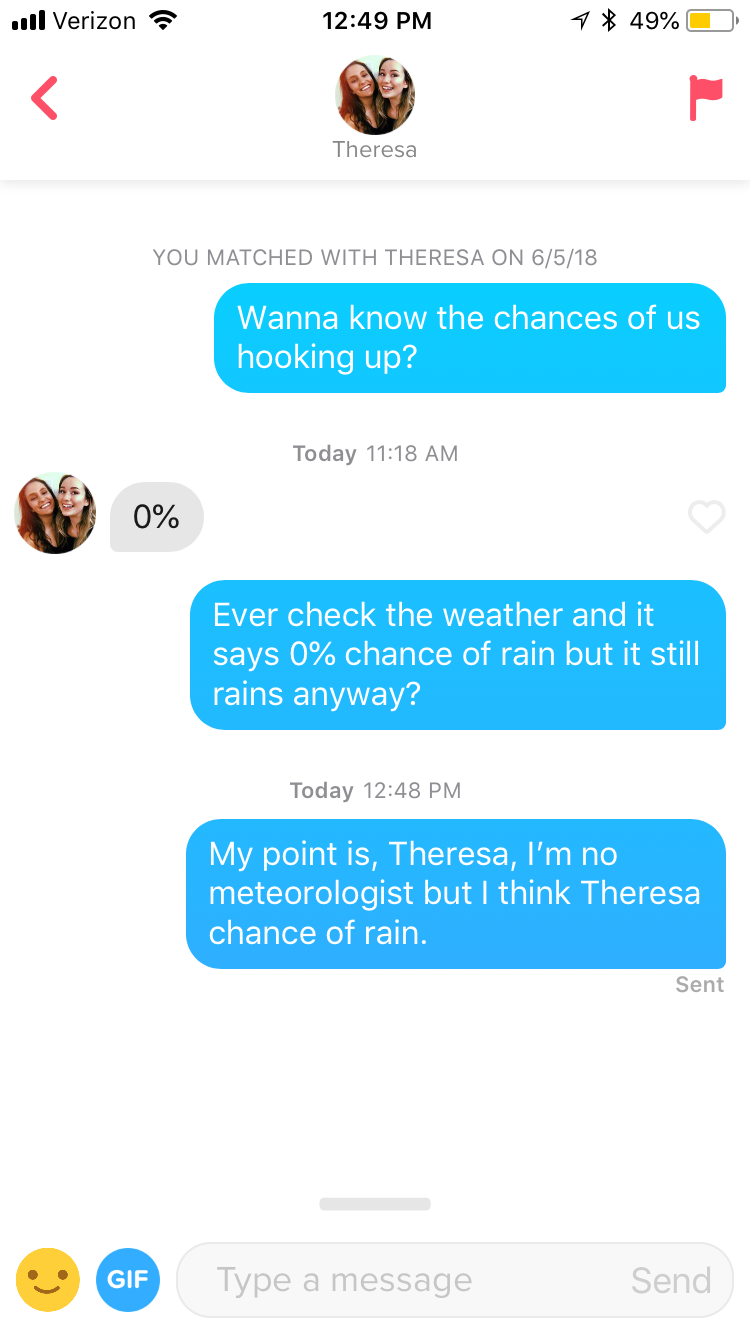 Verizon 12:49 PM 49%
Theresa
YOU MATCHED WITH THERESA ON 6/5/18
Wanna know the chances of us
hooking up?
Today 11:18 AM
0%
Ever check the weather and it
says 0% chance of rain but it still
rains anyway?
Today 12:48 PM
My point is, Theresa, I’m no
meteorologist but I think Theresa
chance of rain.
Sent
GIF Type a message Send